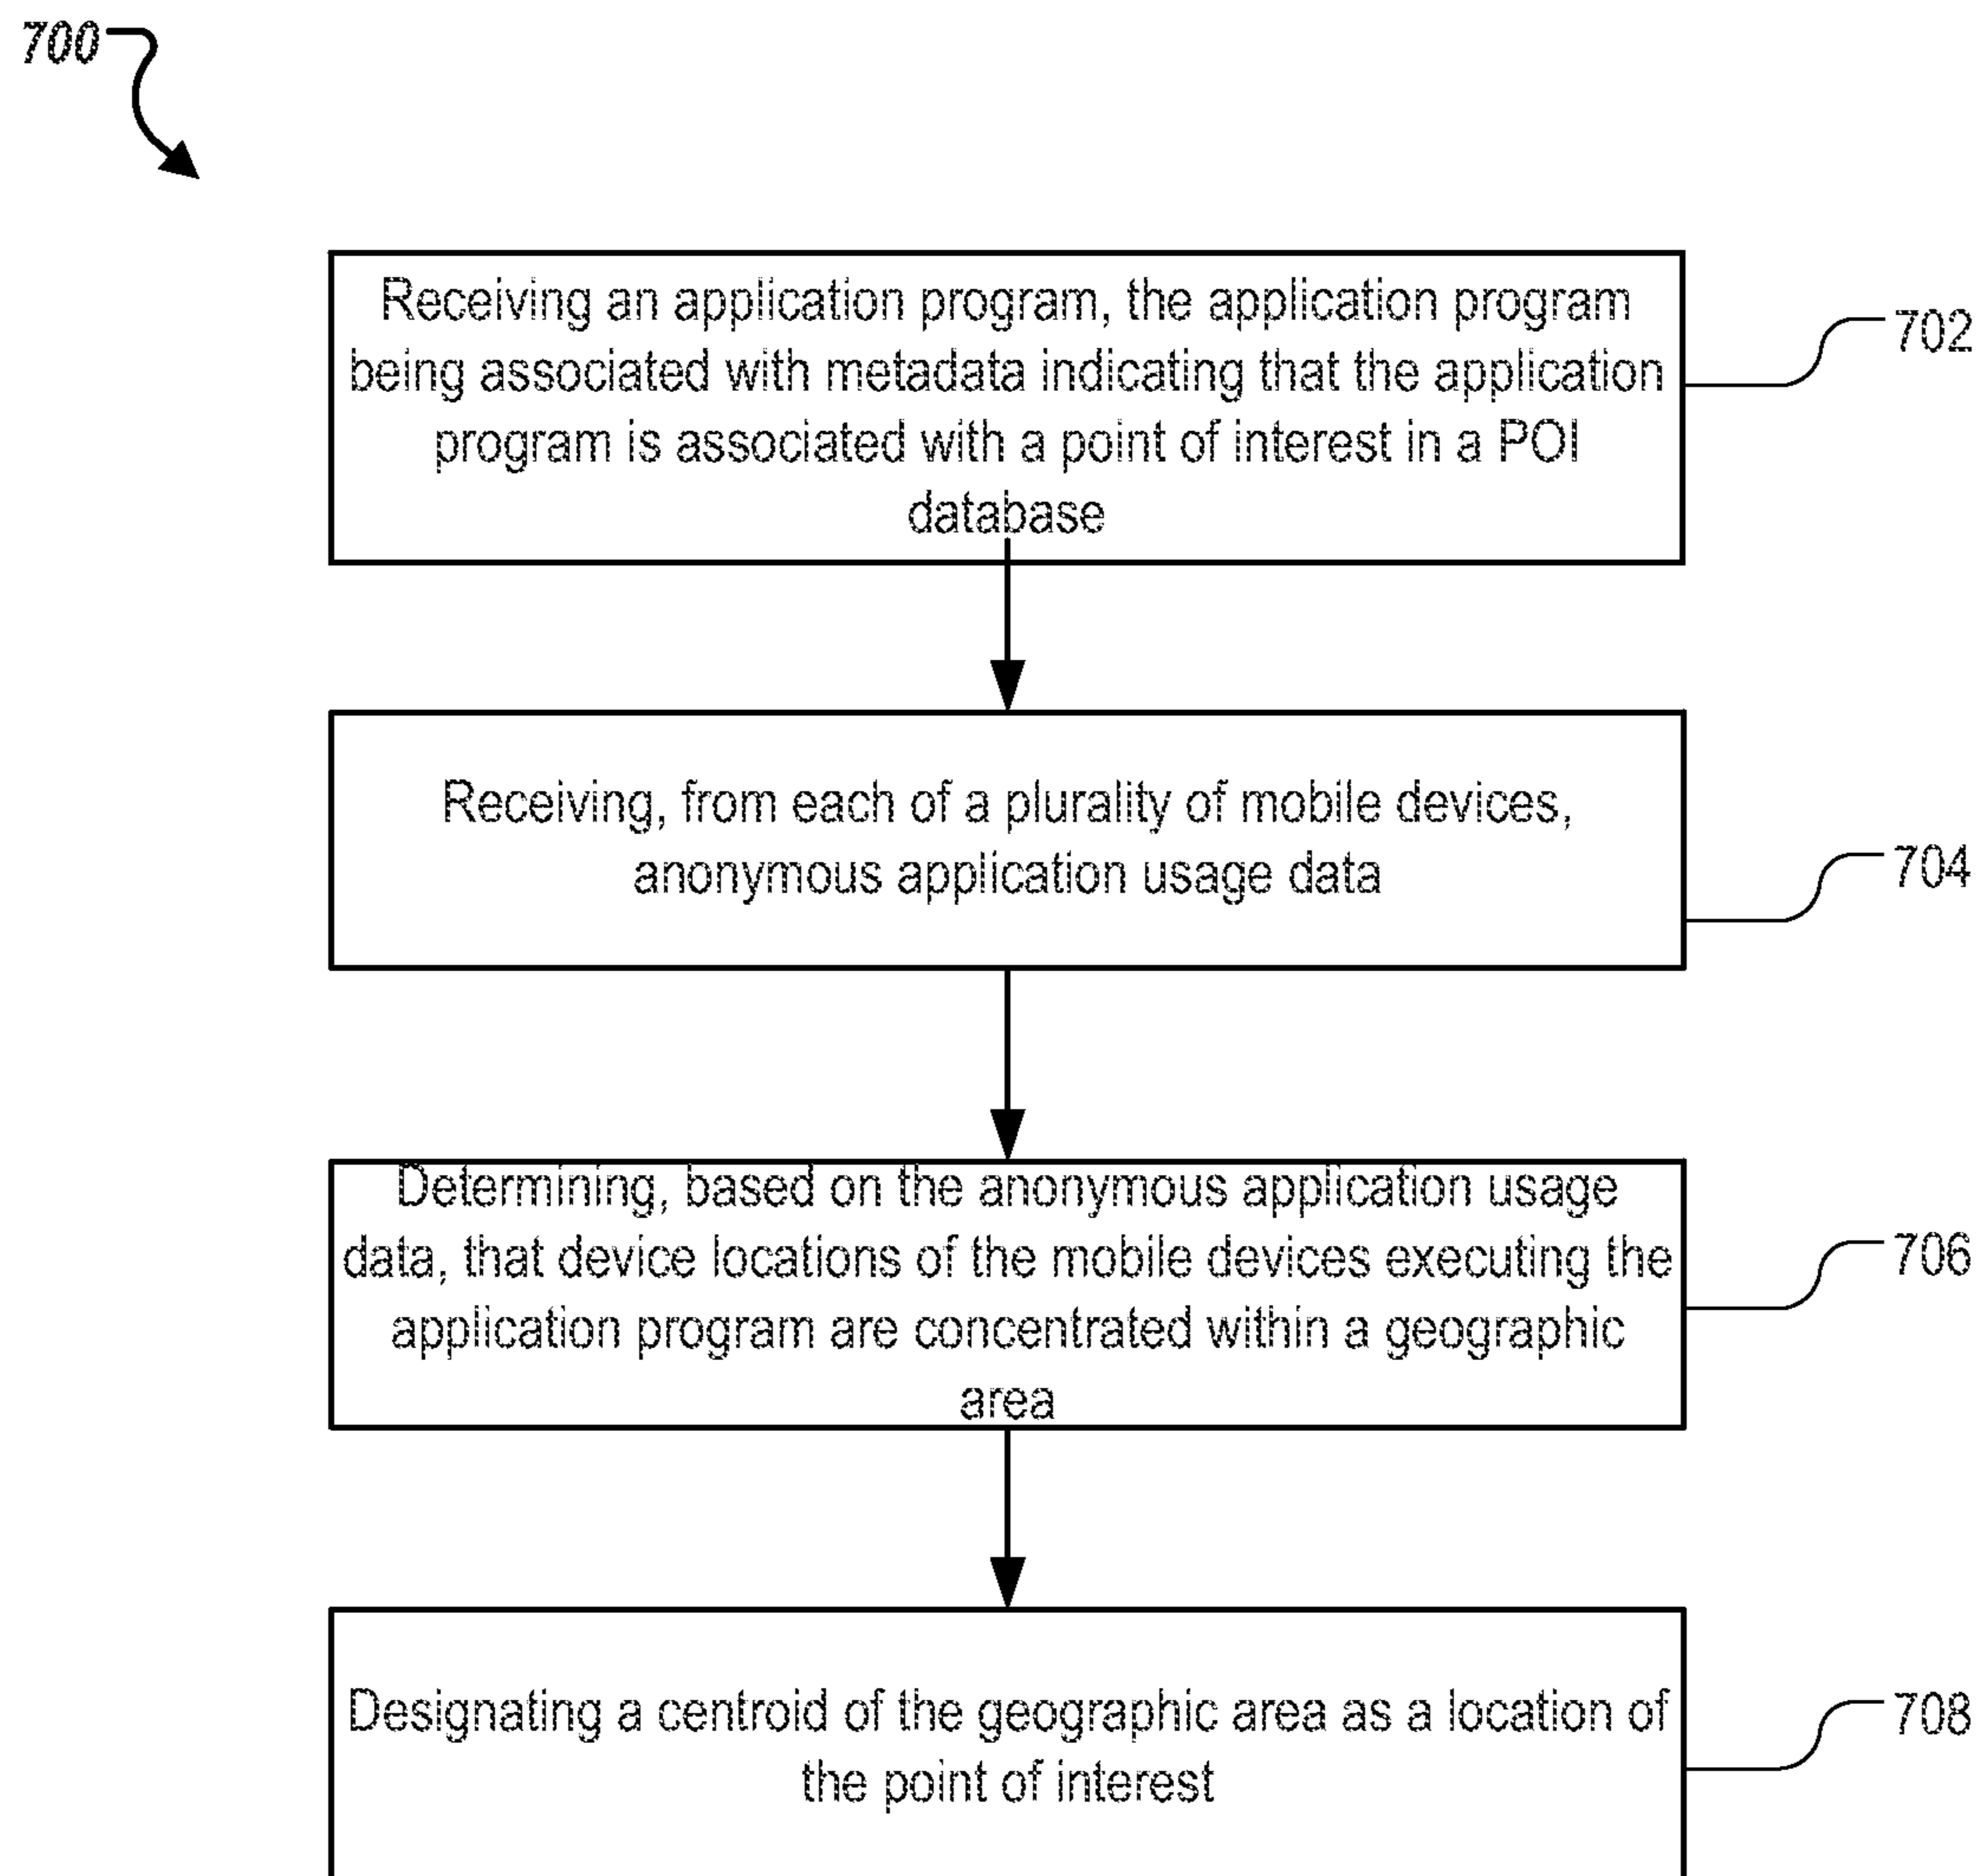 700
Receiving an application program, the application program
being associated with metadata indicating that the application
program is associated with a point of interest in a POI
database
702
Receiving, from each of a plurality of mobile devices,
anonymous application usage data
704
Determining, based on the anonymous application usage
data, that device locations of the mobile devices executing the
application program are concentrated within a geographic
area
706
Designating a centroid of the geographic area as a location of
the point of interest
708